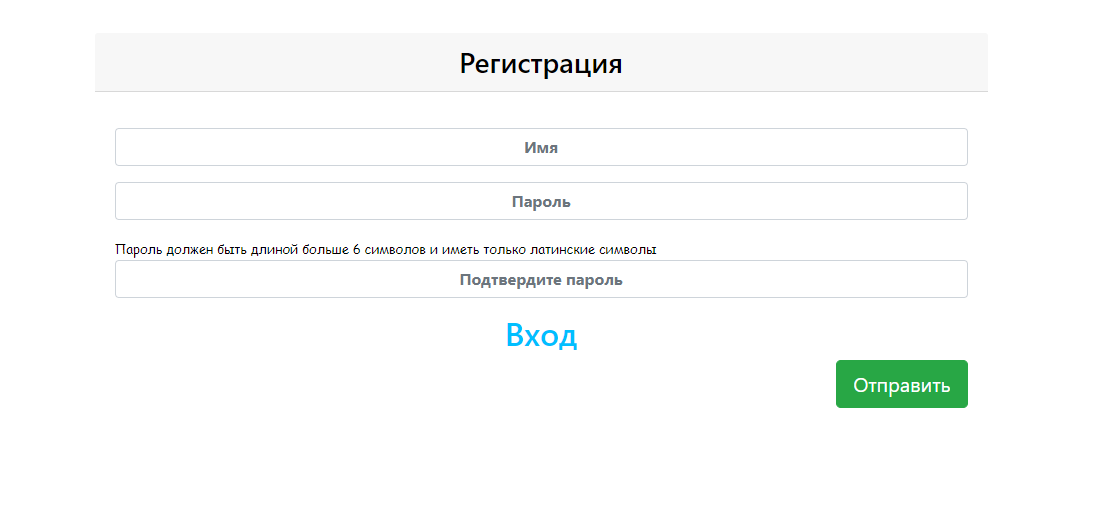 Регистрация
Имя
Пароль
Пароль должен быть длиной больше 6 символов и иметь только латинские символы
Подтвердите пароль
Вход
Отправить